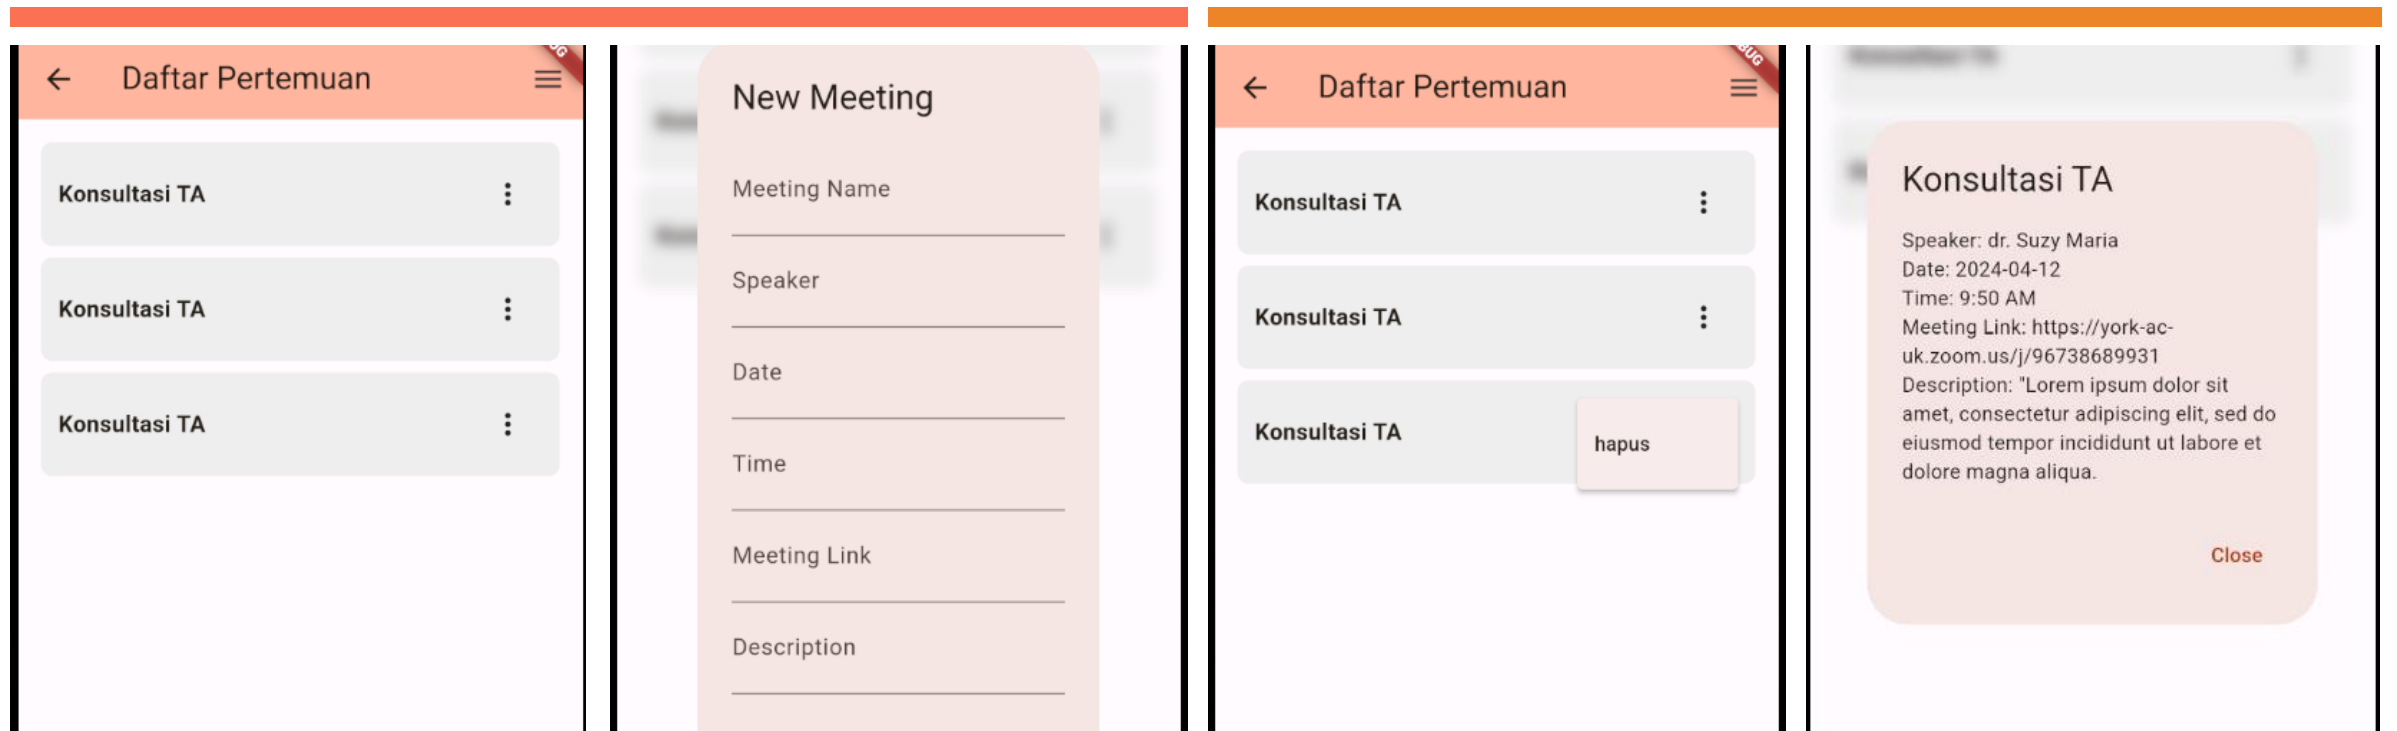 Daftar Pertemuan
Konsultasi TA
Konsultasi TA
Konsultasi TA
New Meeting
Meeting Name
Speaker
Date
Time
Meeting Link
Description
Daftar Pertemuan
Konsultasi TA
Konsultasi TA
Konsultasi TA
hapus
Konsultasi TA
Speaker: dr. Suzy Maria
Date: 2024-04-12
Time: 9:50 AM
Meeting Link: https://york-ac-
uk.zoom.us/j/96738689931
Description: "Lorem ipsum dolor sit
amet, consectetur adipiscing elit, sed do
eiusmod tempor incididunt ut labore et
dolore magna aliqua.
Close